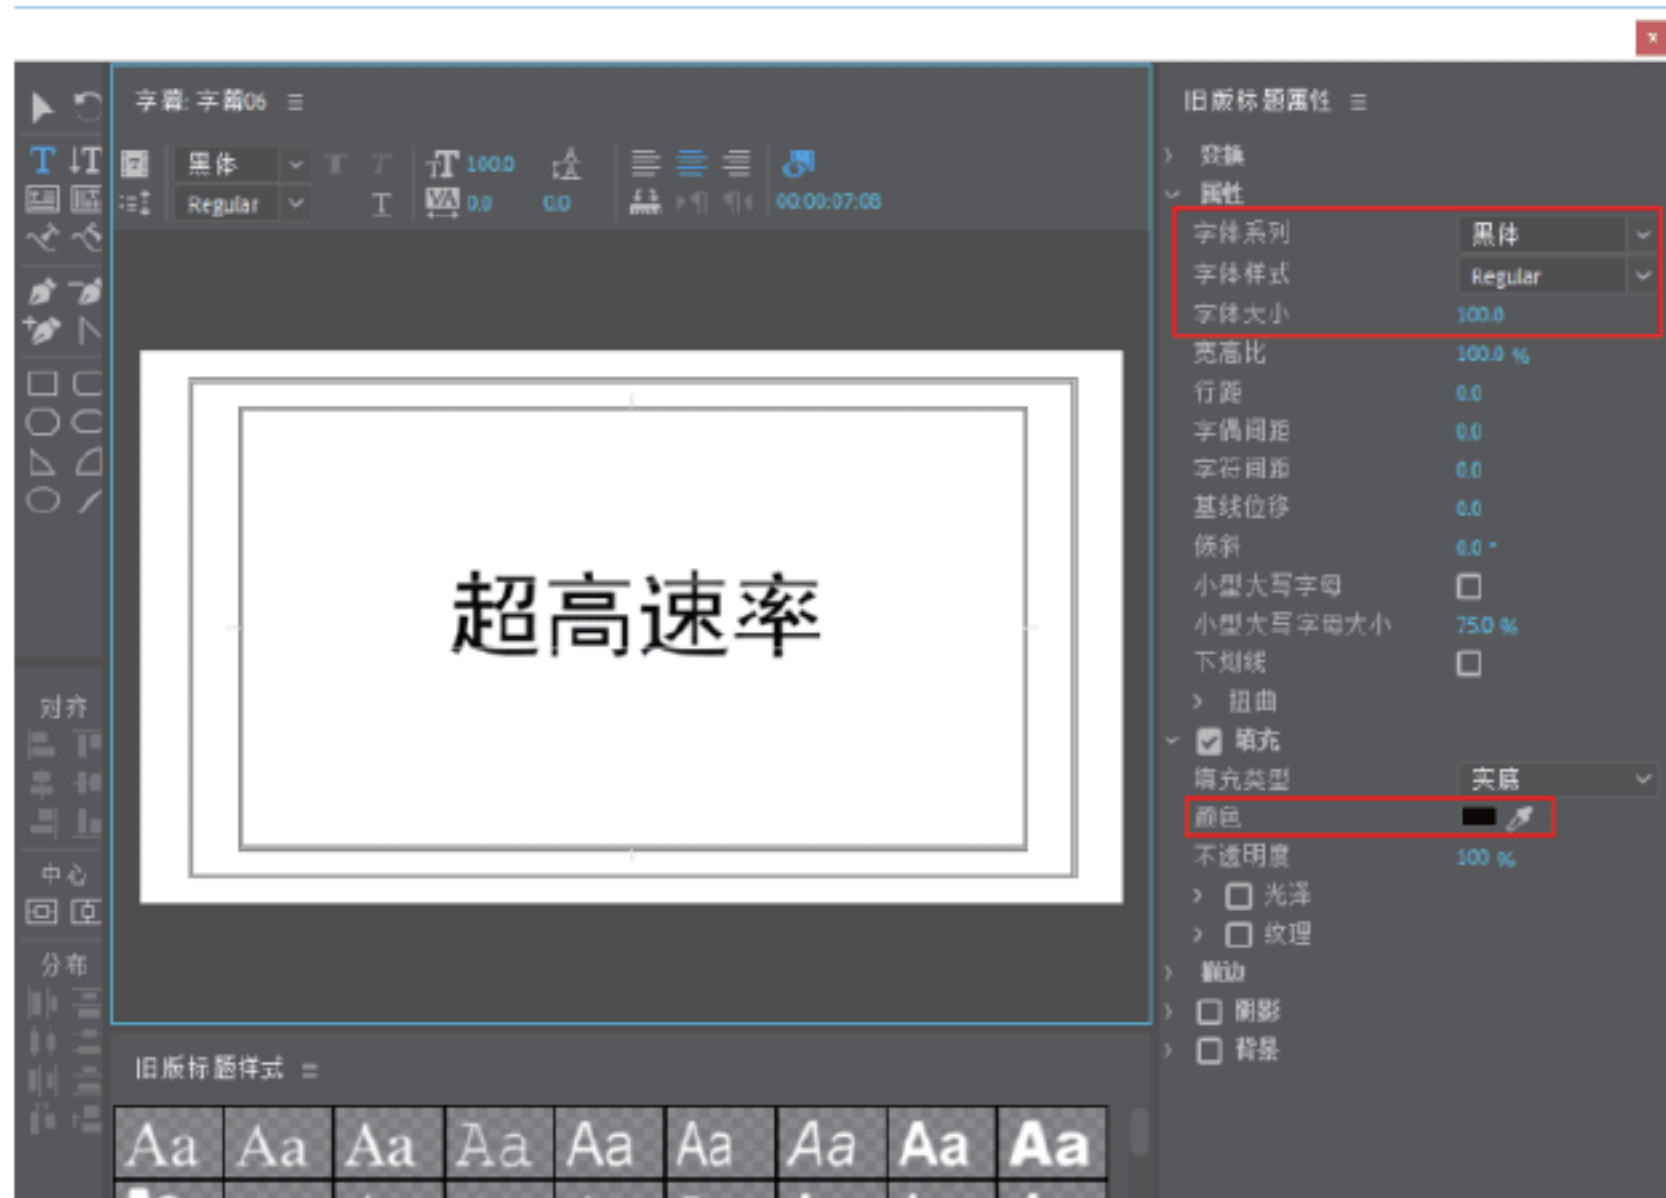 字幕: 字幕06
黑体
100.0
Regular
0.0
0.0
00:00:07:08
超高速率
对齐
中心
分布
旧版标题样式
Aa Aa Aa Aa Aa Aa Aa Aa Aa
旧版标题属性
变换
属性
字体系列 黑体
字体样式 Regular
字体大小 100.0
宽高比 100.0 %
行距 0.0
字偶间距 0.0
字符间距 0.0
基线位移 0.0
倾斜 0.0 °
小型大写字母
小型大写字母大小 75.0 %
下划线
扭曲
填充
填充类型 实底
颜色
不透明度 100 %
光泽
纹理
描边
阴影
背景